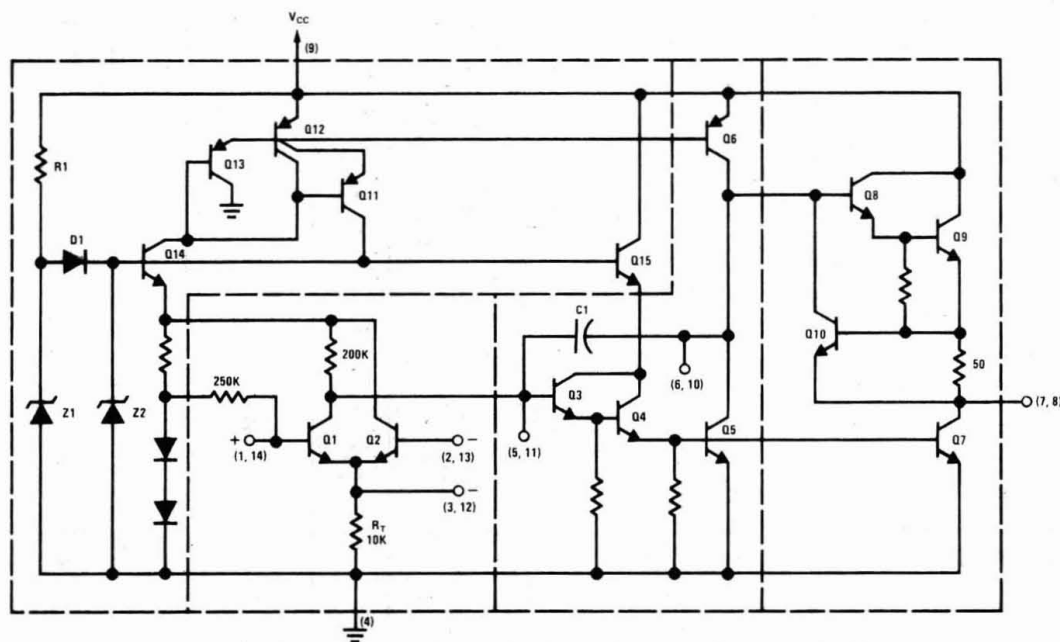 VCC
(9)
Q12
Q6
R1
Q13
Q11
Q8
D1
Q14
Q15
Q9
C1
Q10
200K
(6, 10)
50
250K
Q3
Z1
Z2
Q4
(7, 8)
+
Q1
Q2
−
Q5
Q7
(1, 14)
(2, 13)
(5, 11)
−
(3, 12)
RT
10K
(4)